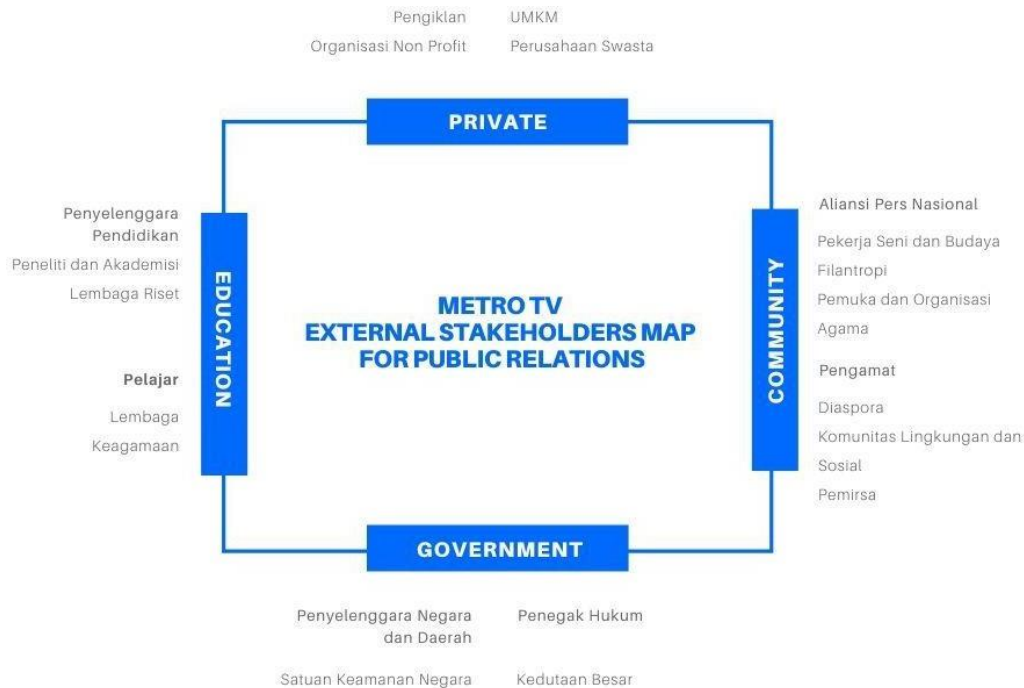 Pengiklan
UMKM
Organisasi Non Profit
Perusahaan Swasta
PRIVATE
Penyelenggara
Pendidikan
Peneliti dan Akademisi
Lembaga Riset
Pelajar
Lembaga
Keagamaan
EDUCATION
METRO TV
EXTERNAL STAKEHOLDERS MAP
FOR PUBLIC RELATIONS
COMMUNITY
Aliansi Pers Nasional
Pekerja Seni dan Budaya
Filantropi
Pemuka dan Organisasi
Agama
Pengamat
Diaspora
Komunitas Lingkungan dan
Sosial
Pemirsa
GOVERNMENT
Penyelenggara Negara
dan Daerah
Penegak Hukum
Satuan Keamanan Negara
Kedutaan Besar